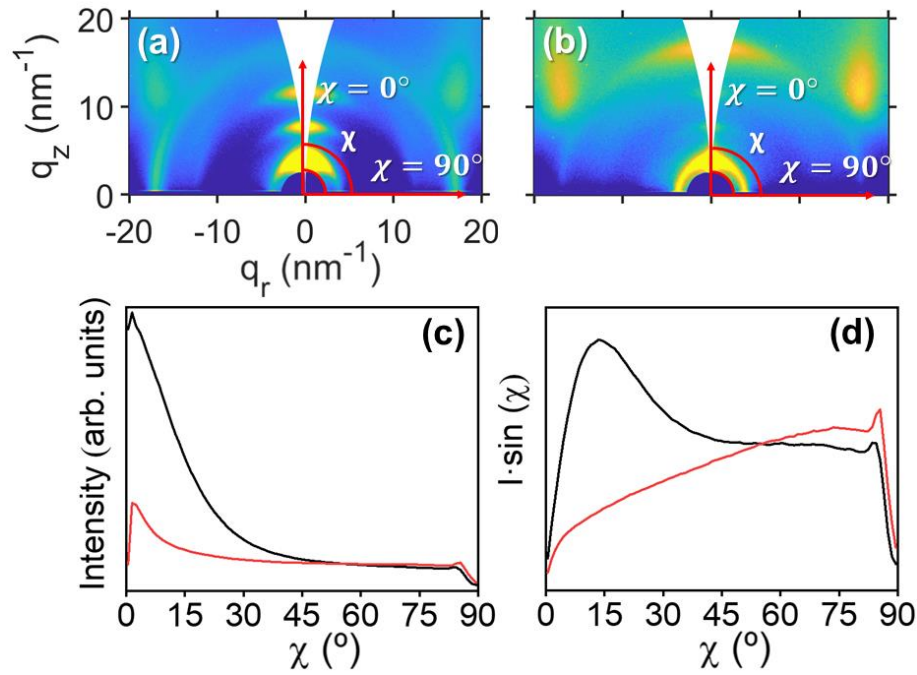 (a)
(b)
20
10
0
q_z (nm⁻¹)
χ = 0°
χ
χ = 90°
χ = 0°
χ
χ = 90°
-20 -10 0 10 20
q_r (nm⁻¹)
(c)
(d)
Intensity (arb. units)
I·sin (χ)
0 15 30 45 60 75 90
0 15 30 45 60 75 90
χ (º)
χ (º)